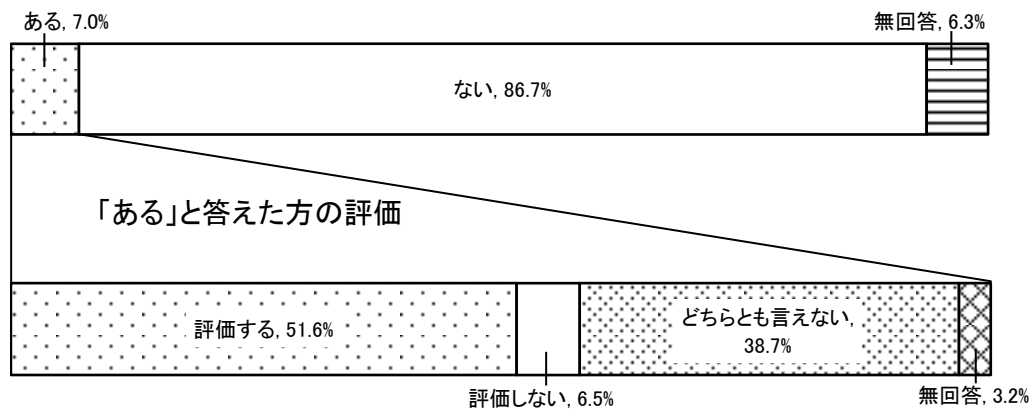 ある, 7.0%
無回答, 6.3%
ない, 86.7%
「ある」と答えた方の評価
評価する, 51.6%
どちらとも言えない,
38.7%
評価しない, 6.5%
無回答, 3.2%